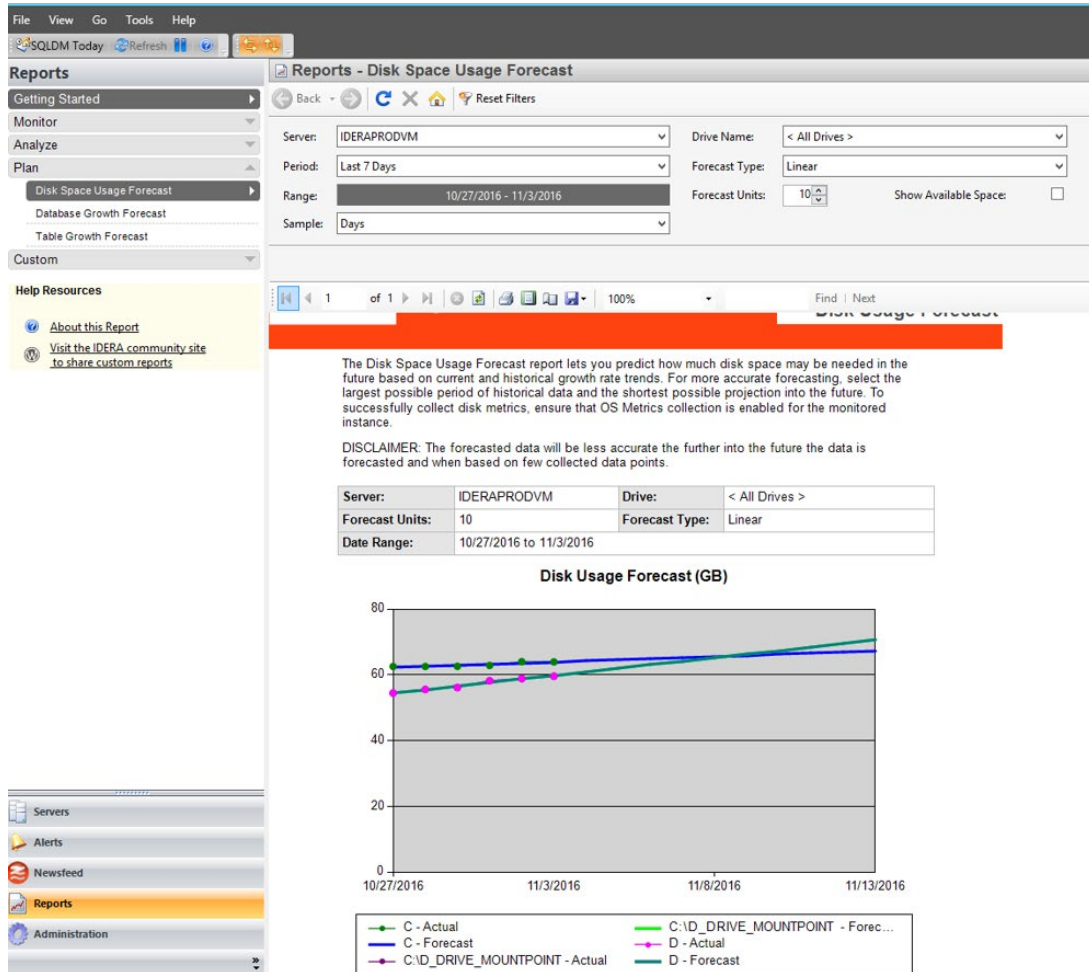 File View Go Tools Help
SQLDM Today Refresh
Reports
Getting Started
Monitor
Analyze
Plan
Disk Space Usage Forecast
Database Growth Forecast
Table Growth Forecast
Custom
Help Resources
About this Report
Visit the IDERA community site
to share custom reports
Servers
Alerts
Newsfeed
Reports
Administration
Reports - Disk Space Usage Forecast
Back Reset Filters
Server: IDERAPRODVM Drive Name: < All Drives >
Period: Last 7 Days Forecast Type: Linear
Range: 10/27/2016 - 11/3/2016 Forecast Units: 10 Show Available Space:
Sample: Days
1 of 1 100% Find | Next
Disk Usage Forecast
The Disk Space Usage Forecast report lets you predict how much disk space may be needed in the
future based on current and historical growth rate trends. For more accurate forecasting, select the
largest possible period of historical data and the shortest possible projection into the future. To
successfully collect disk metrics, ensure that OS Metrics collection is enabled for the monitored
instance.
DISCLAIMER: The forecasted data will be less accurate the further into the future the data is
forecasted and when based on few collected data points.
Server: IDERAPRODVM Drive: < All Drives >
Forecast Units: 10 Forecast Type: Linear
Date Range: 10/27/2016 to 11/3/2016
Disk Usage Forecast (GB)
80
60
40
20
0
10/27/2016 11/3/2016 11/8/2016 11/13/2016
C - Actual C:\D_DRIVE_MOUNTPOINT - Forec...
C - Forecast D - Actual
C:\D_DRIVE_MOUNTPOINT - Actual D - Forecast